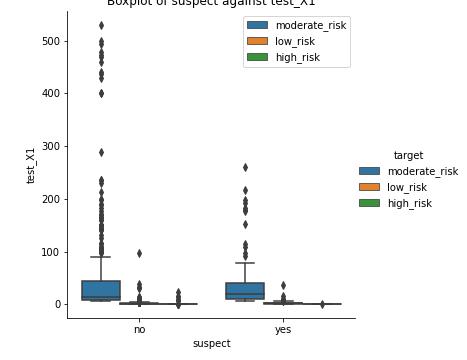 Boxplot of suspect against test_X1
moderate_risk
low_risk
high_risk
500
400
300
200
100
0
test_X1
no
yes
suspect
target
moderate_risk
low_risk
high_risk